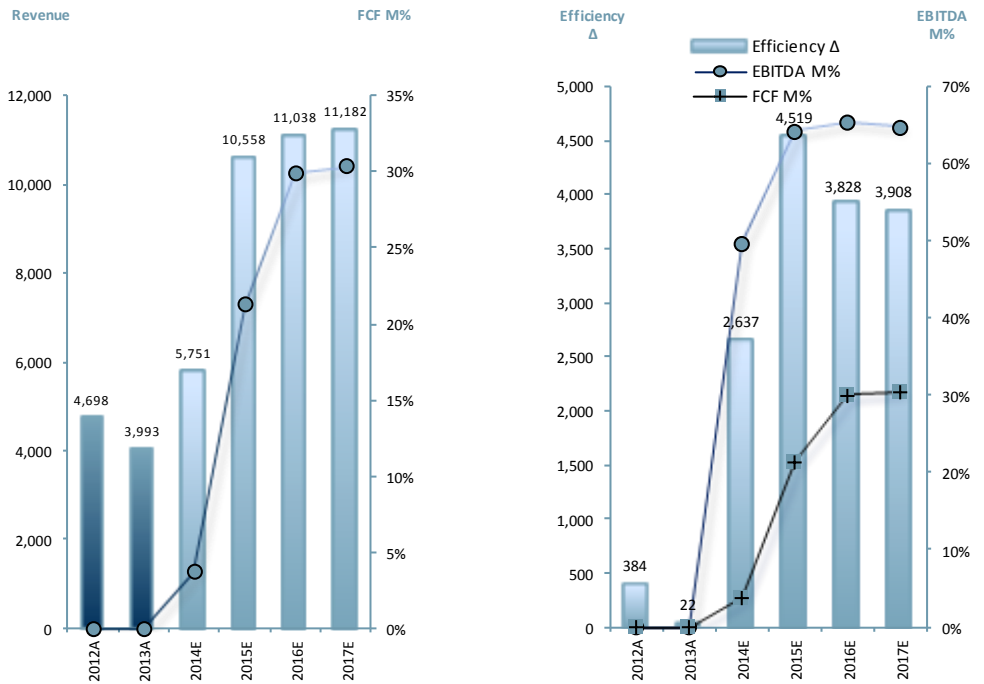 Revenue
FCF M%
12,000
10,000
8,000
6,000
4,000
2,000
0
35%
30%
25%
20%
15%
10%
5%
0%
4,698
3,993
5,751
10,558
11,038
11,182
2012A
2013A
2014E
2015E
2016E
2017E
Efficiency
Δ
EBITDA
M%
Efficiency Δ
EBITDA M%
FCF M%
5,000
4,500
4,000
3,500
3,000
2,500
2,000
1,500
1,000
500
0
70%
60%
50%
40%
30%
20%
10%
0%
384
22
2,637
4,519
3,828
3,908
2012A
2013A
2014E
2015E
2016E
2017E